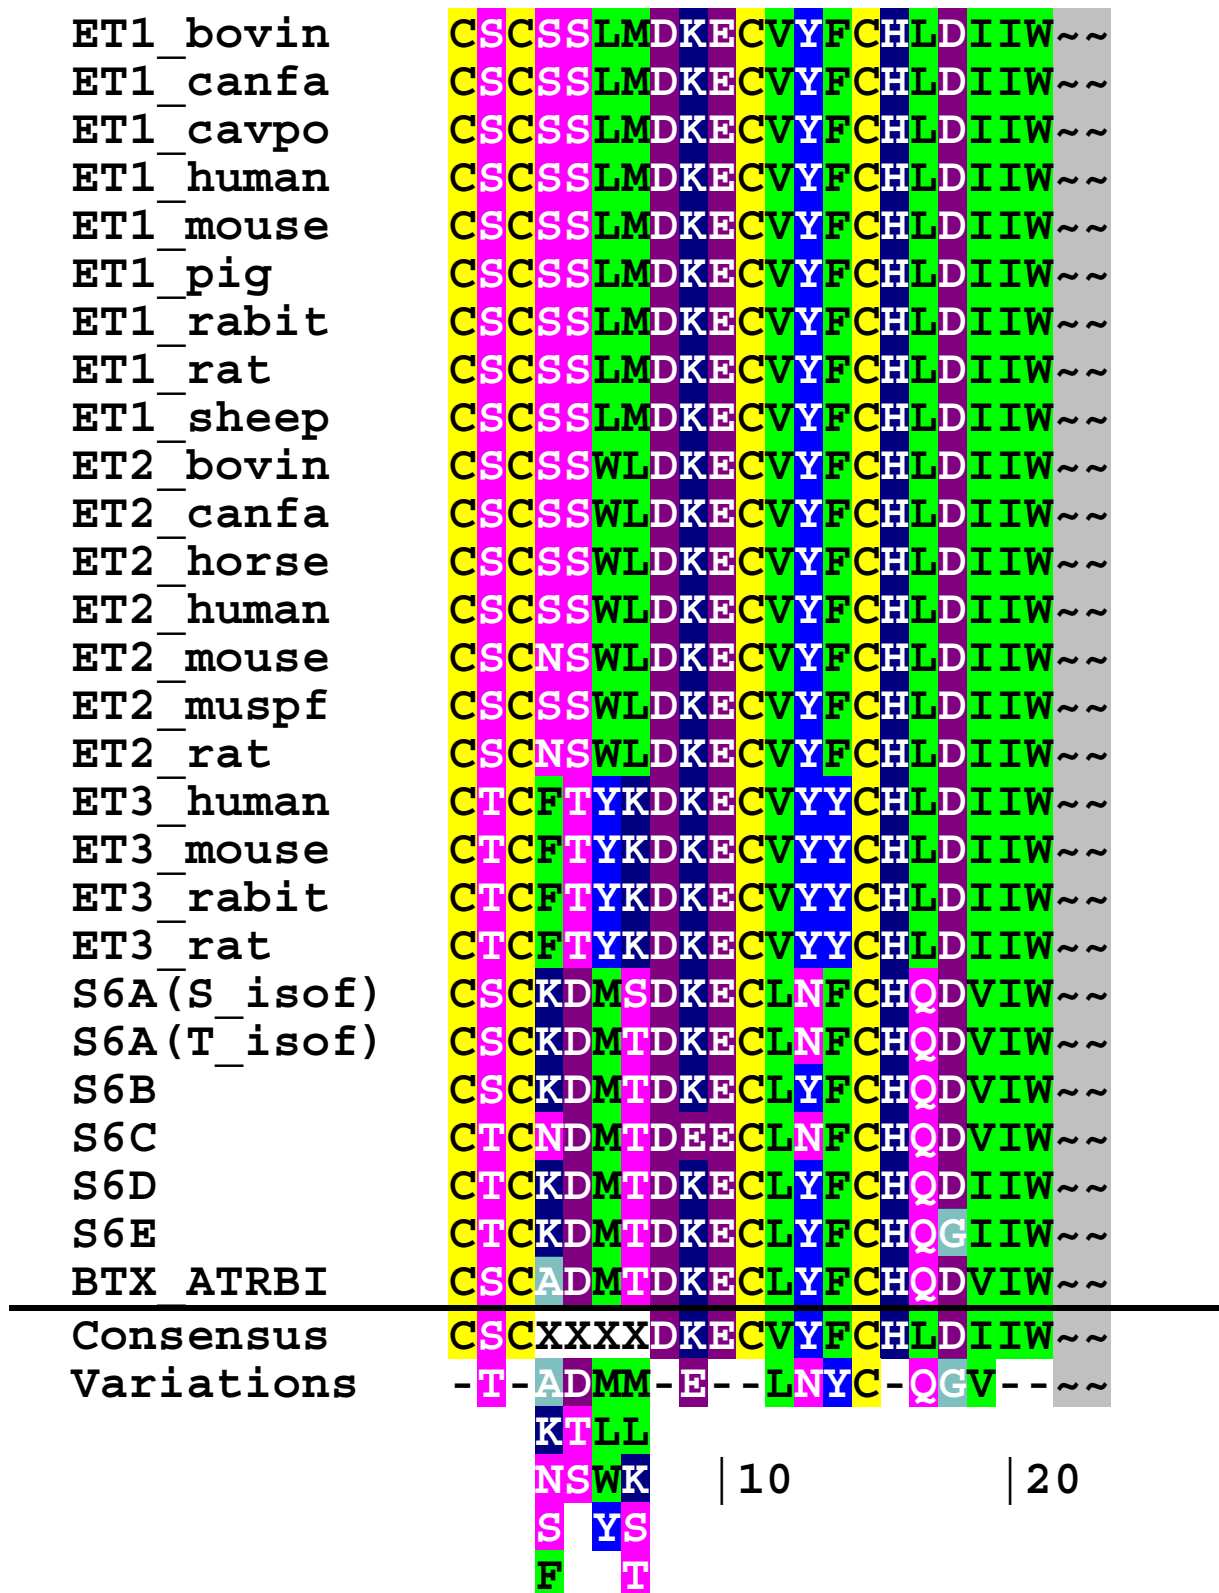 ET1_bovin CSCSSLMDKECVYFCHLDIIW~~
ET1_canfa CSCSSLMDKECVYFCHLDIIW~~
ET1_cavpo CSCSSLMDKECVYFCHLDIIW~~
ET1_human CSCSSLMDKECVYFCHLDIIW~~
ET1_mouse CSCSSLMDKECVYFCHLDIIW~~
ET1_pig CSCSSLMDKECVYFCHLDIIW~~
ET1_rabit CSCSSLMDKECVYFCHLDIIW~~
ET1_rat CSCSSLMDKECVYFCHLDIIW~~
ET1_sheep CSCSSLMDKECVYFCHLDIIW~~
ET2_bovin CSCSSWLDKECVYFCHLDIIW~~
ET2_canfa CSCSSWLDKECVYFCHLDIIW~~
ET2_horse CSCSSWLDKECVYFCHLDIIW~~
ET2_human CSCSSWLDKECVYFCHLDIIW~~
ET2_mouse CSCNSWLDKECVYFCHLDIIW~~
ET2_muspf CSCSSWLDKECVYFCHLDIIW~~
ET2_rat CSCNSWLDKECVYFCHLDIIW~~
ET3_human CTCFTYKDKECVYYCHLDIIW~~
ET3_mouse CTCFTYKDKECVYYCHLDIIW~~
ET3_rabit CTCFTYKDKECVYYCHLDIIW~~
ET3_rat CTCFTYKDKECVYYCHLDIIW~~
S6A(S_isof) CSCKDMSDKECLNFCHQDVIW~~
S6A(T_isof) CSCKDMTDKECLNFCHQDVIW~~
S6B CSCKDMTDKECLYFCHQDVIW~~
S6C CTCNDMTDEECLNFCHQDVIW~~
S6D CTCKDMTDKECLYFCHQDIIW~~
S6E CTCKDMTDKECLYFCHQGIIW~~
BTX_ATRBI CSCADMTDKECLYFCHQDVIW~~
Consensus CSCXXXXDKECVYFCHLDIIW~~
Variations -T-ADMM-E--LNYC-QGV--~~
KTLL
NSWK |10 |20
S YS
F T